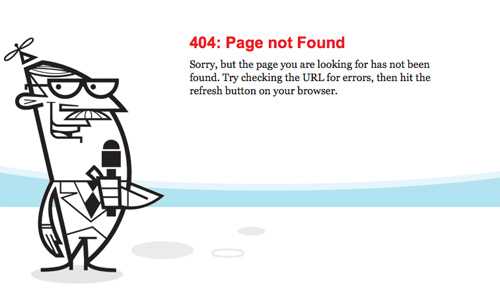 404: Page not Found
Sorry, but the page you are looking for has not been
found. Try checking the URL for errors, then hit the
refresh button on your browser.